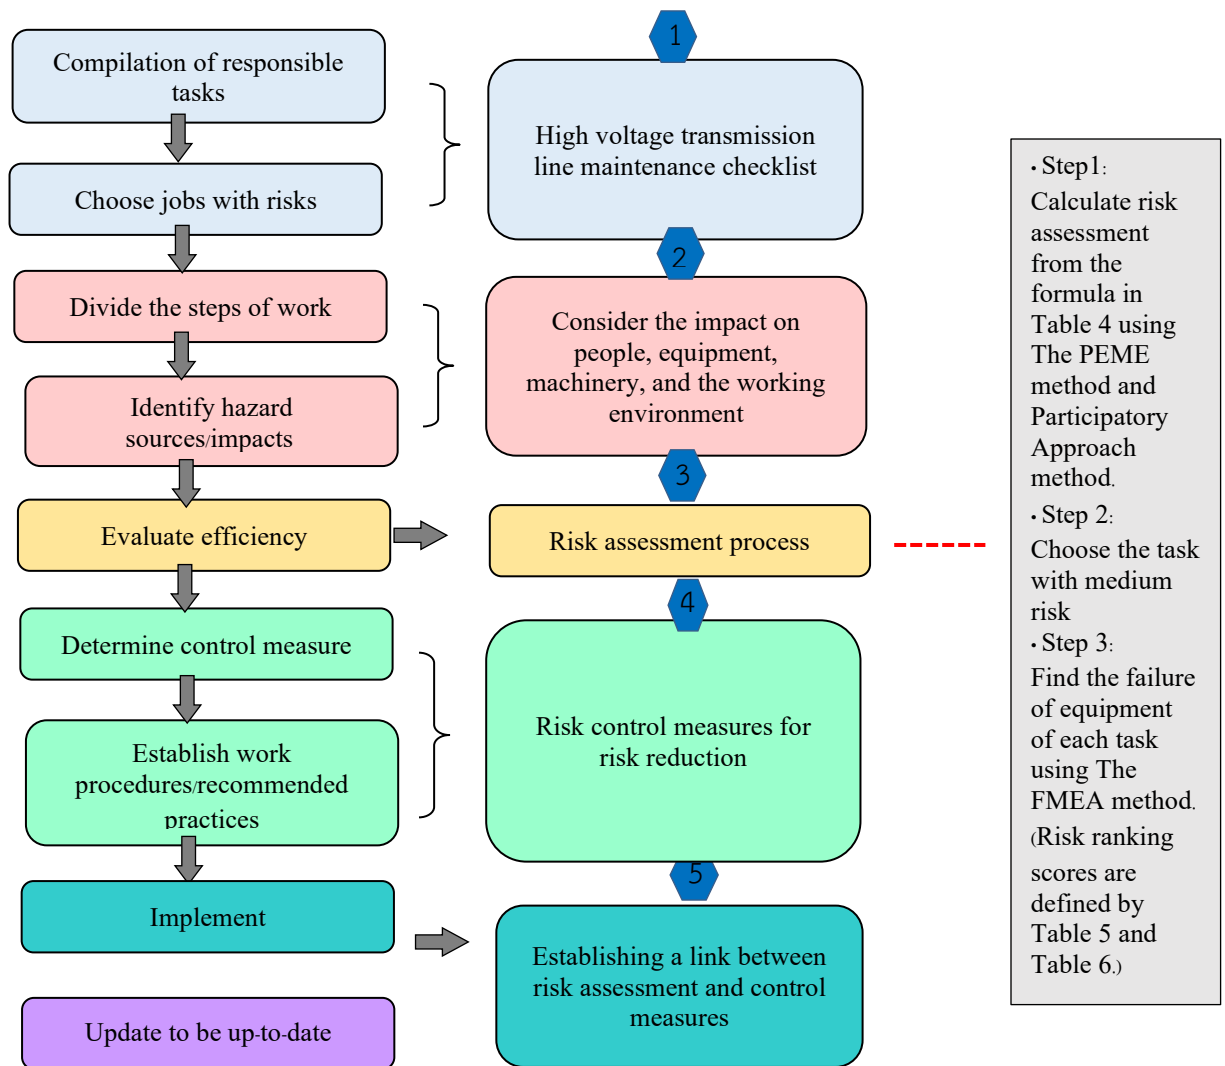 Compilation of responsible
tasks
Choose jobs with risks
Divide the steps of work
Identify hazard
sources/impacts
Evaluate efficiency
Determine control measure
Establish work
procedures/recommended
practices
Implement
Update to be up-to-date
1
High voltage transmission
line maintenance checklist
2
Consider the impact on
people, equipment,
machinery, and the working
environment
3
Risk assessment process
4
Risk control measures for
risk reduction
5
Establishing a link between
risk assessment and control
measures
• Step1:
Calculate risk
assessment
from the
formula in
Table 4 using
The PEME
method and
Participatory
Approach
method.
• Step 2:
Choose the task
with medium
risk
• Step 3:
Find the failure
of equipment
of each task
using The
FMEA method.
(Risk ranking
scores are
defined by
Table 5 and
Table 6.)